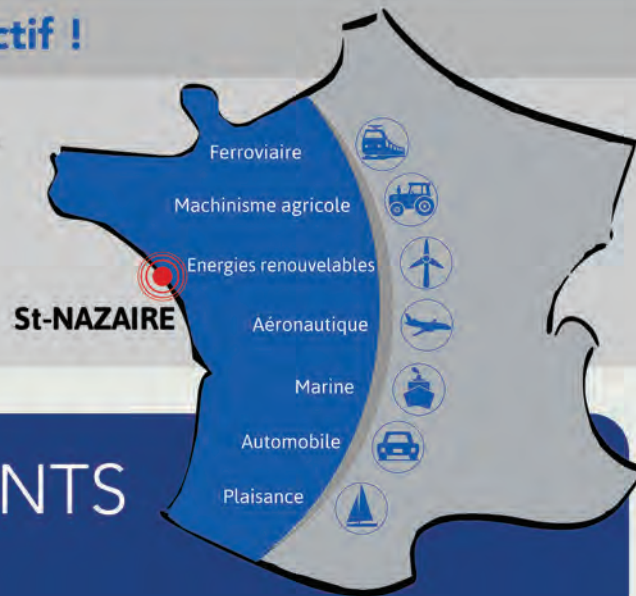 ctif !
Ferroviaire
Machinisme agricole
Energies renouvelables
St-NAZAIRE
Aéronautique
Marine
Automobile
NTS
Plaisance